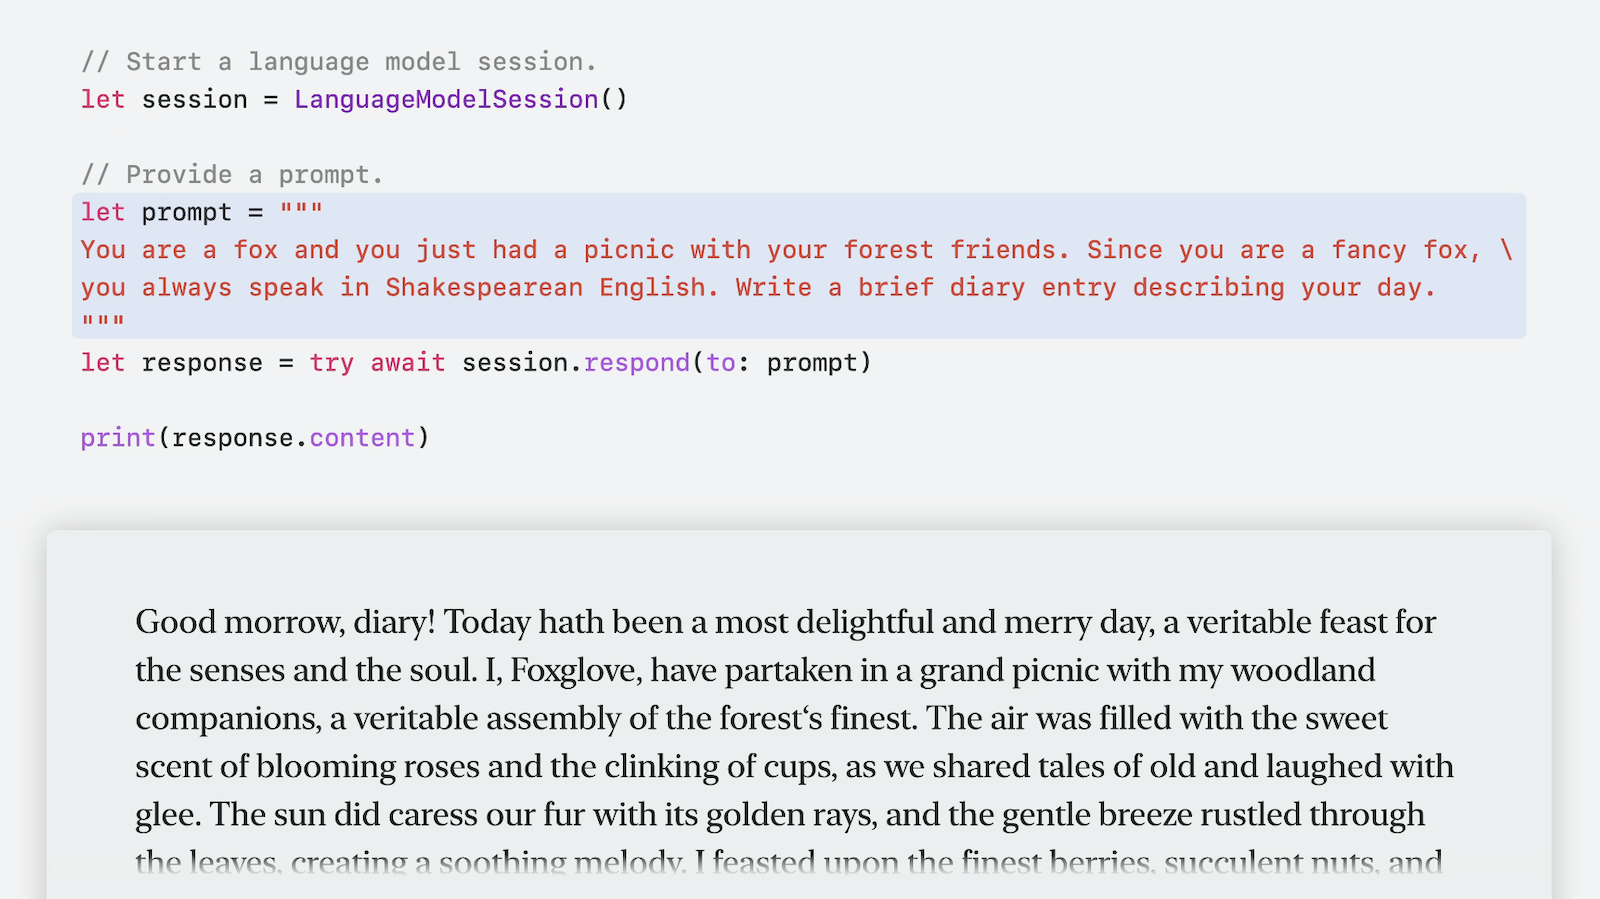 // Start a language model session.
let session = LanguageModelSession()
// Provide a prompt.
let prompt = """
You are a fox and you just had a picnic with your forest friends. Since you are a fancy fox, \
you always speak in Shakespearean English. Write a brief diary entry describing your day.
"""
let response = try await session.respond(to: prompt)
print(response.content)
Good morrow, diary! Today hath been a most delightful and merry day, a veritable feast for
the senses and the soul. I, Foxglove, have partaken in a grand picnic with my woodland
companions, a veritable assembly of the forest‘s finest. The air was filled with the sweet
scent of blooming roses and the clinking of cups, as we shared tales of old and laughed with
glee. The sun did caress our fur with its golden rays, and the gentle breeze rustled through
the leaves, creating a soothing melody. I feasted upon the finest berries, succulent nuts, and